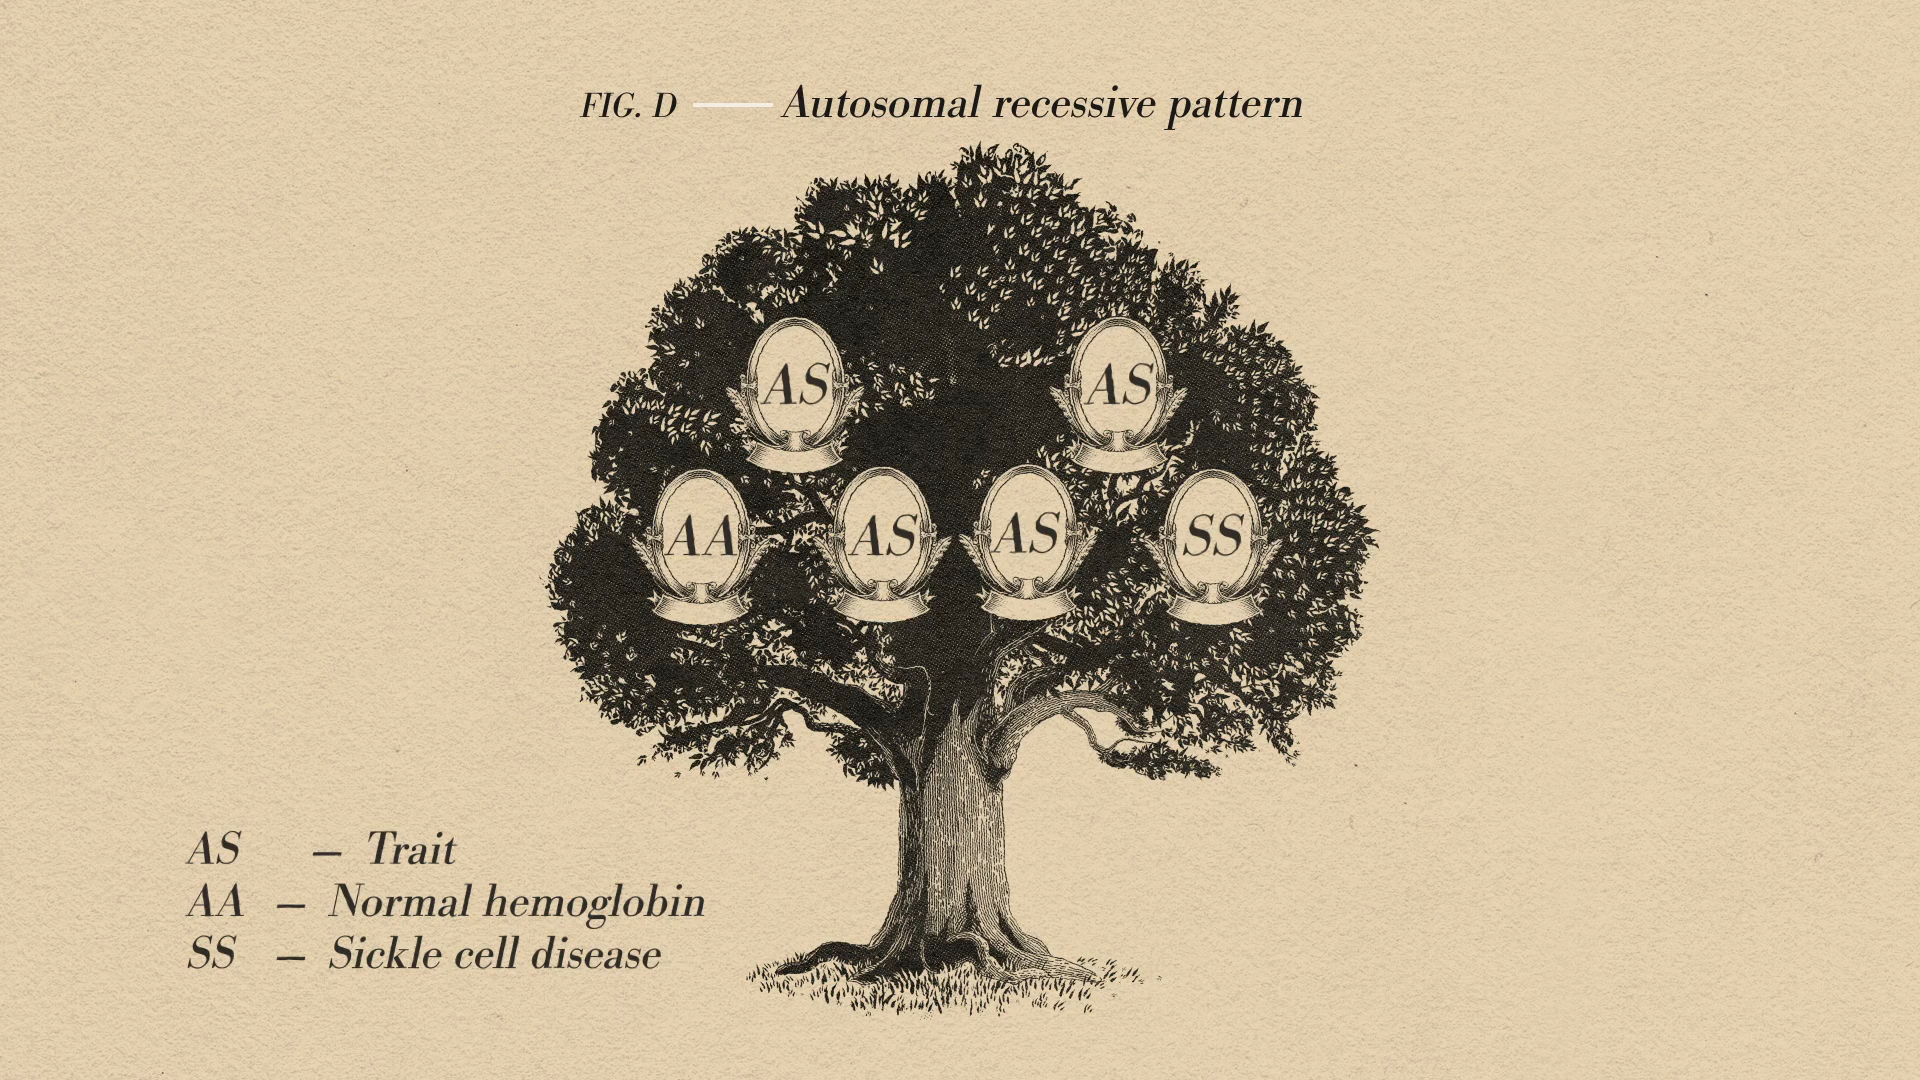 FIG. D — Autosomal recessive pattern
AS AS
AA AS AS SS
AS – Trait
AA – Normal hemoglobin
SS – Sickle cell disease